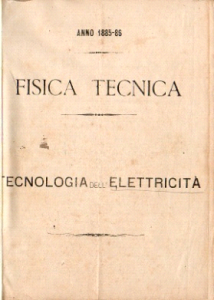 ANNO 1885-86
FISICA TECNICA
TECNOLOGIA DELL'ELETTRICITÀ